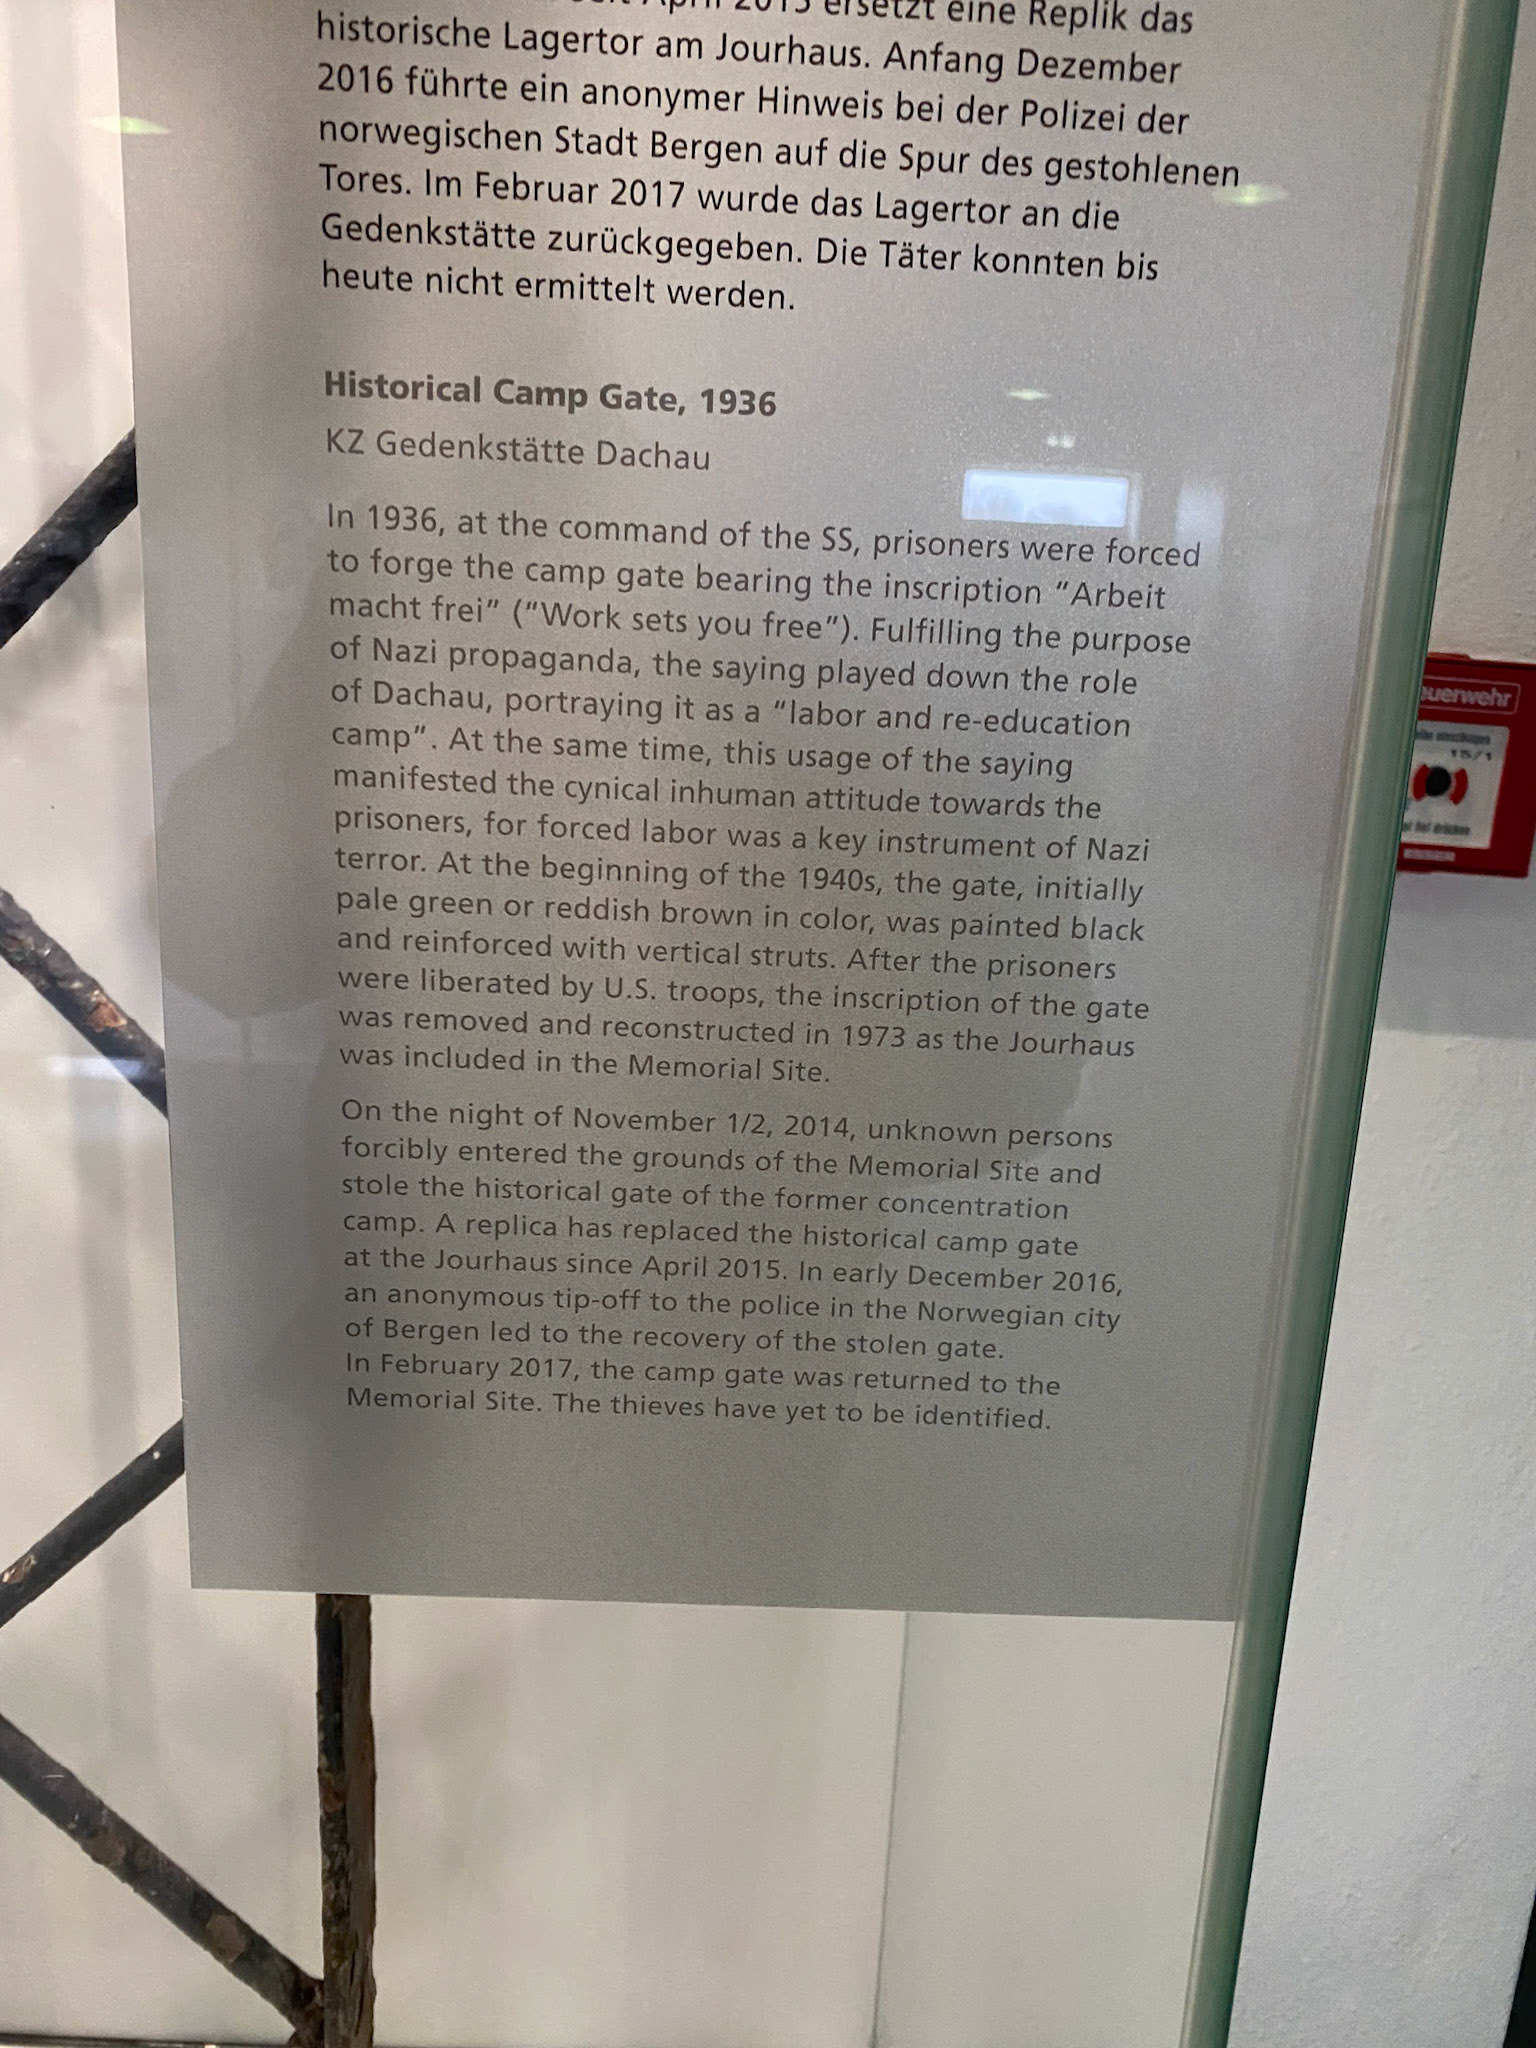 April 2015 ersetzt eine Replik das
historische Lagertor am Jourhaus. Anfang Dezember
2016 führte ein anonymer Hinweis bei der Polizei der
norwegischen Stadt Bergen auf die Spur des gestohlenen
Tores. Im Februar 2017 wurde das Lagertor an die
Gedenkstätte zurückgegeben. Die Täter konnten bis
heute nicht ermittelt werden.
Historical Camp Gate, 1936
KZ Gedenkstätte Dachau
In 1936, at the command of the SS, prisoners were forced
to forge the camp gate bearing the inscription “Arbeit
macht frei” (“Work sets you free”). Fulfilling the purpose
of Nazi propaganda, the saying played down the role
of Dachau, portraying it as a “labor and re-education
camp”. At the same time, this usage of the saying
manifested the cynical inhuman attitude towards the
prisoners, for forced labor was a key instrument of Nazi
terror. At the beginning of the 1940s, the gate, initially
pale green or reddish brown in color, was painted black
and reinforced with vertical struts. After the prisoners
were liberated by U.S. troops, the inscription of the gate
was removed and reconstructed in 1973 as the Jourhaus
was included in the Memorial Site.
On the night of November 1/2, 2014, unknown persons
forcibly entered the grounds of the Memorial Site and
stole the historical gate of the former concentration
camp. A replica has replaced the historical camp gate
at the Jourhaus since April 2015. In early December 2016,
an anonymous tip-off to the police in the Norwegian city
of Bergen led to the recovery of the stolen gate.
In February 2017, the camp gate was returned to the
Memorial Site. The thieves have yet to be identified.
euerwehr
einschlagen
15/1
tief drücken